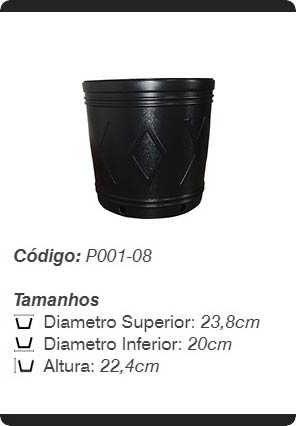 Código: P001-08
Tamanhos
Diametro Superior: 23,8cm
Diametro Inferior: 20cm
Altura: 22,4cm